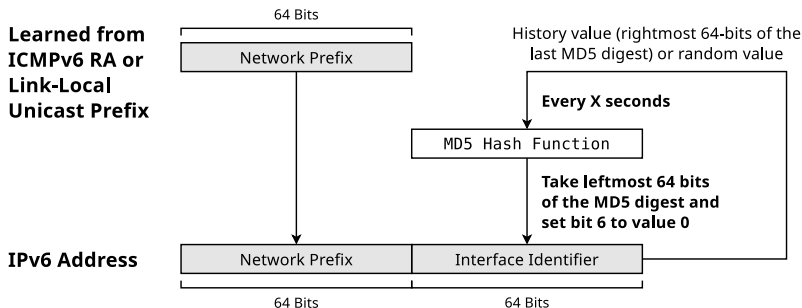 64 Bits
Learned from
ICMPv6 RA or
Link-Local
Unicast Prefix
Network Prefix
History value (rightmost 64-bits of the
last MD5 digest) or random value
Every X seconds
MD5 Hash Function
Take leftmost 64 bits
of the MD5 digest and
set bit 6 to value 0
IPv6 Address
Network Prefix
Interface Identifier
64 Bits
64 Bits